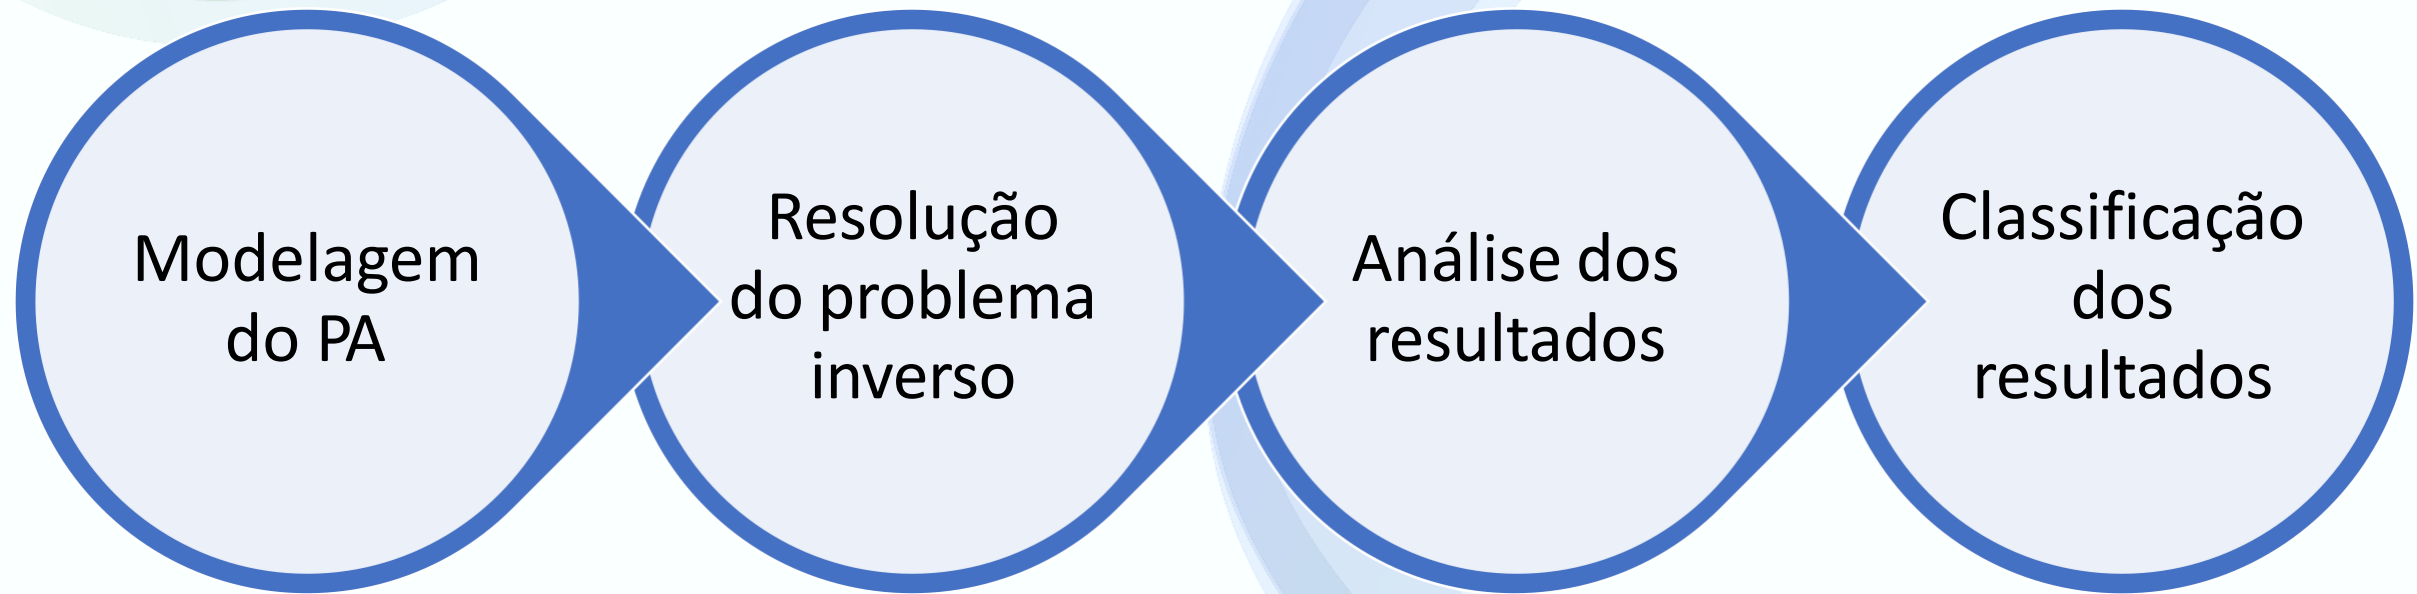 Modelagem
do PA
Resolução
do problema
inverso
Análise dos
resultados
Classificação
dos
resultados